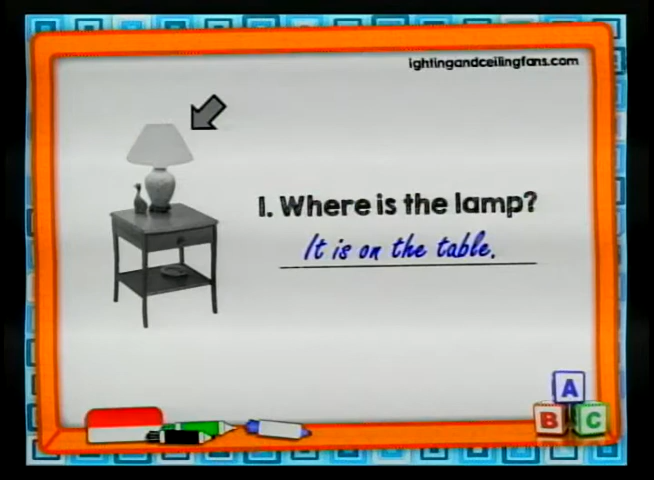 ightingandceilingfans.com
1. Where is the lamp?
It is on the table.
A
B C